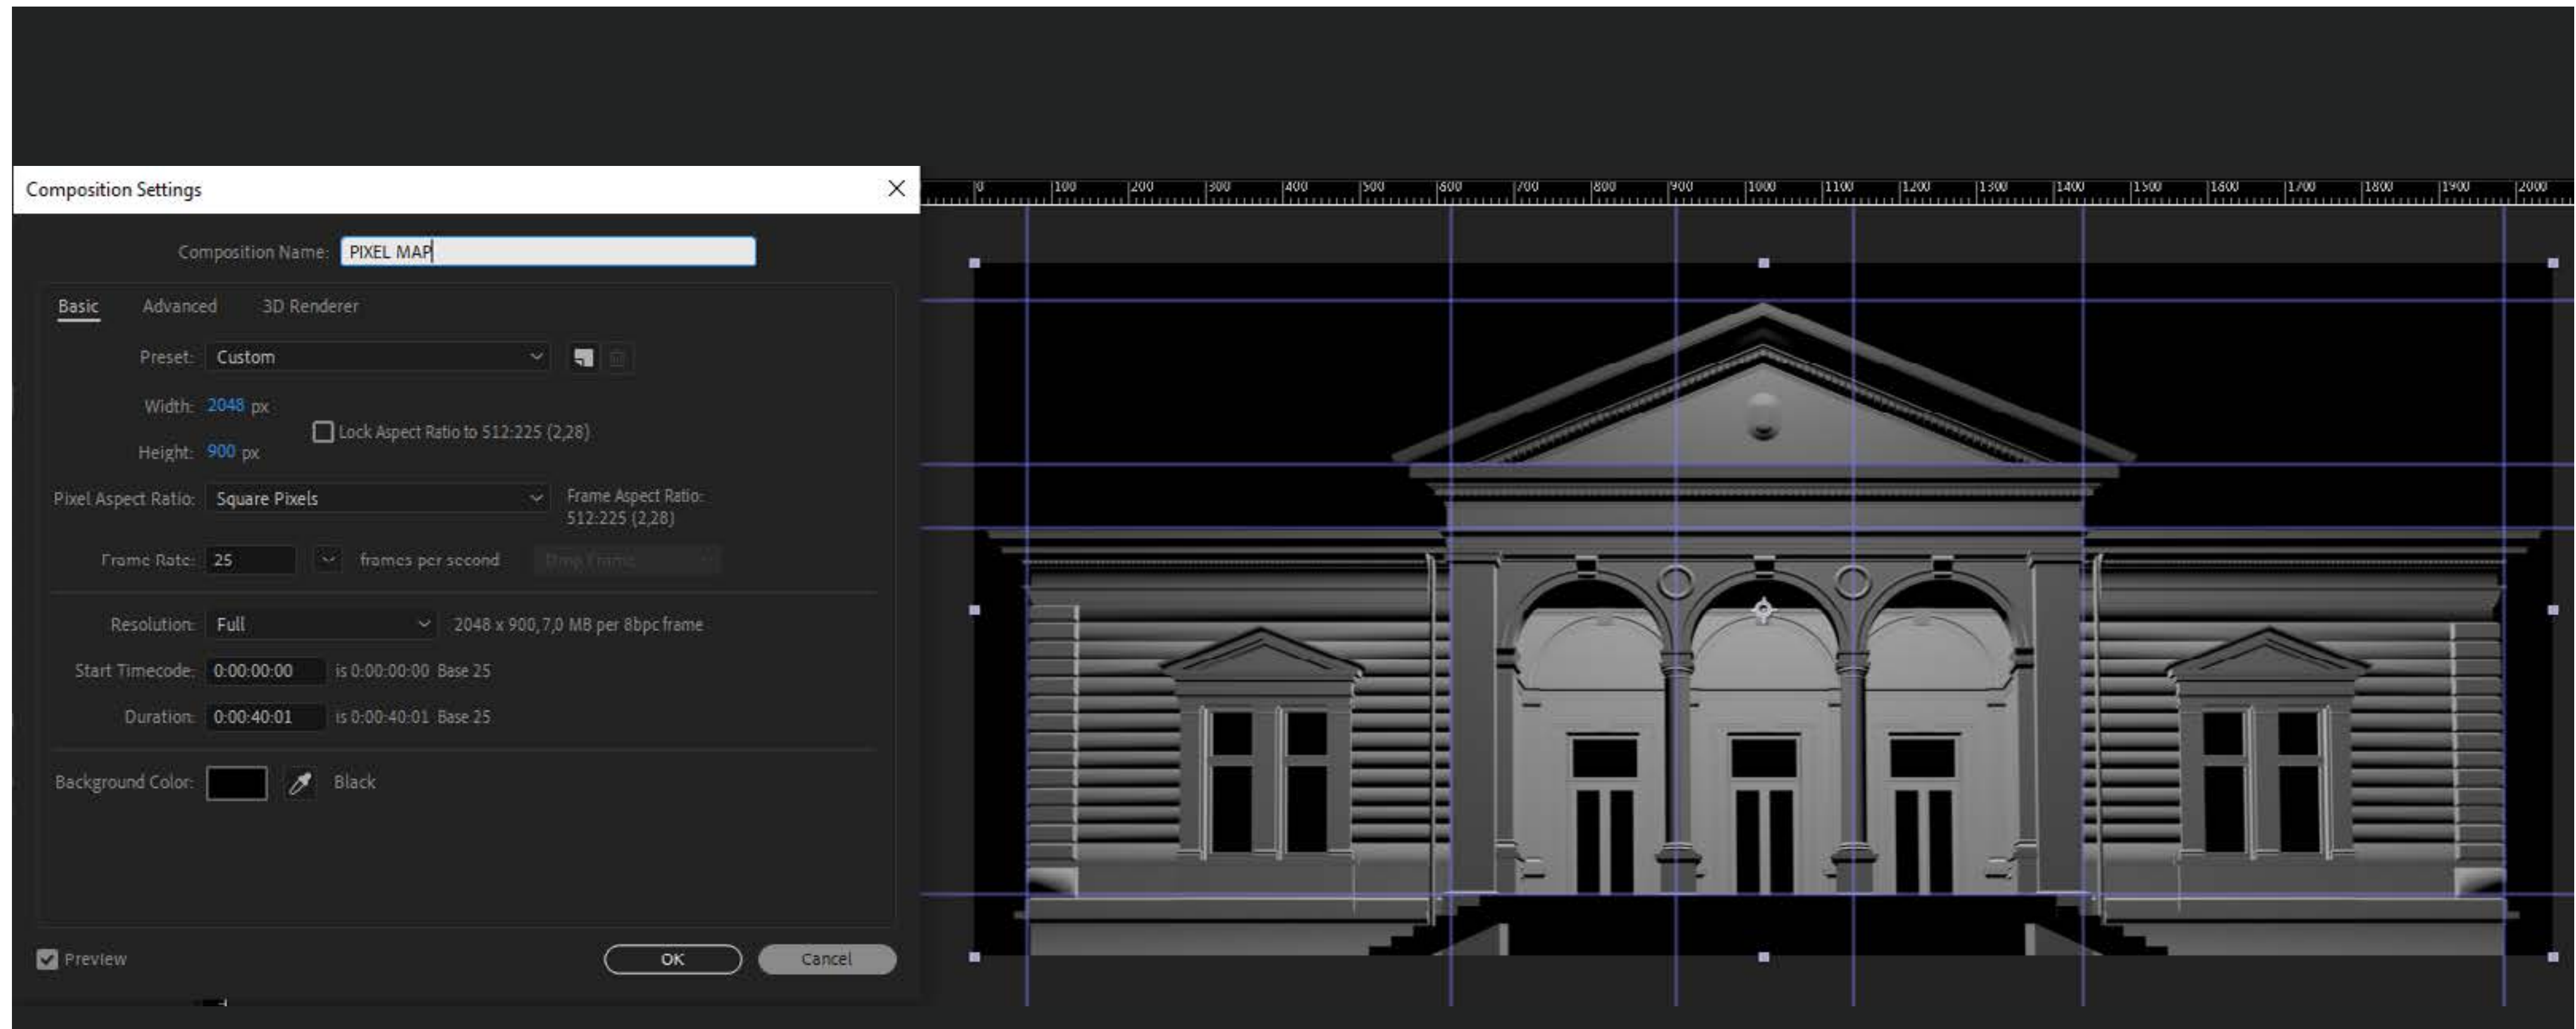 Composition Settings
0 100 200 300 400 500 600 700 800 900 1000 1100 1200 1300 1400 1500 1600 1700 1800 1900 2000
Composition Name: PIXEL MAP
Basic Advanced 3D Renderer
Preset: Custom
Width: 2048 px
Lock Aspect Ratio to 512:225 (2,28)
Height: 900 px
Pixel Aspect Ratio: Square Pixels
Frame Aspect Ratio:
512:225 (2,28)
Frame Rate: 25 frames per second Drop Frame
Resolution: Full 2048 x 900, 7,0 MB per 8bpc frame
Start Timecode: 0:00:00:00 is 0:00:00:00 Base 25
Duration: 0:00:40:01 is 0:00:40:01 Base 25
Background Color: Black
Preview OK Cancel